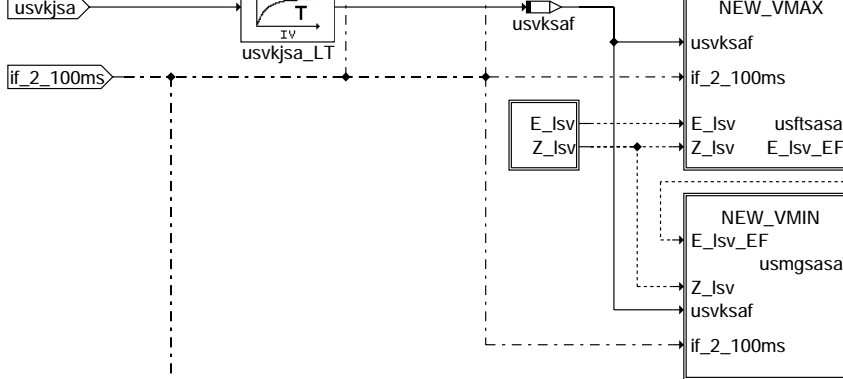 usvkjsa
T
IV
usvkjsa_LT
usvksaf
NEW_VMAX
usvksaf
if_2_100ms
if_2_100ms
E_lsv
Z_lsv
E_lsv usftsasa
Z_lsv E_lsv_EF
NEW_VMIN
E_lsv_EF
usmgsasa
Z_lsv
usvksaf
if_2_100ms